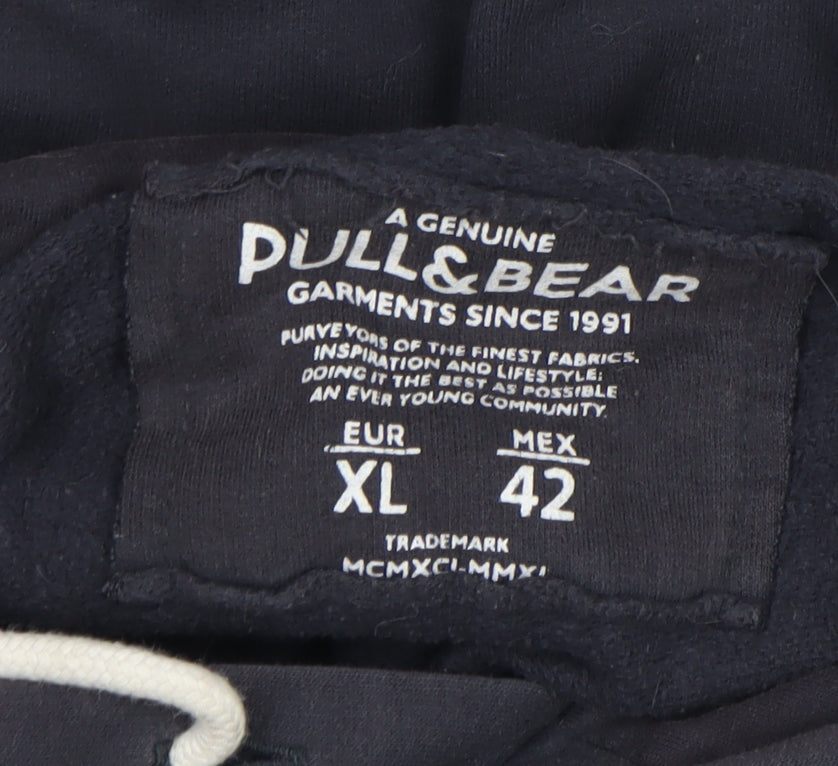 A GENUINE
PULL&BEAR
GARMENTS SINCE 1991
PURVEYORS OF THE FINEST FABRICS.
INSPIRATION AND LIFESTYLE;
DOING IT THE BEST AS POSSIBLE
AN EVER YOUNG COMMUNITY.
EUR MEX
XL 42
TRADEMARK